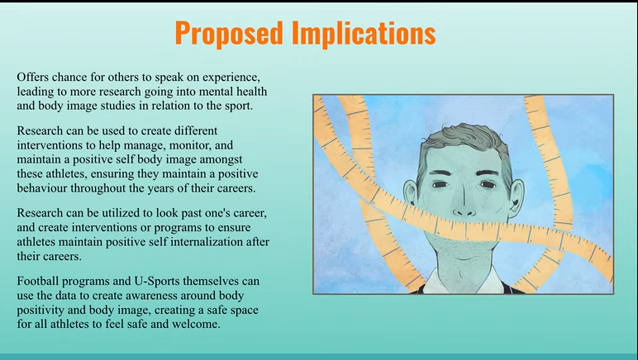 Proposed Implications
Offers chance for others to speak on experience,
leading to more research going into mental health
and body image studies in relation to the sport.
Research can be used to create different
interventions to help manage, monitor, and
maintain a positive self body image amongst
these athletes, ensuring they maintain a positive
behaviour throughout the years of their careers.
Research can be utilized to look past one's career,
and create interventions or programs to ensure
athletes maintain positive self internalization after
their careers.
Football programs and U-Sports themselves can
use the data to create awareness around body
positivity and body image, creating a safe space
for all athletes to feel safe and welcome.